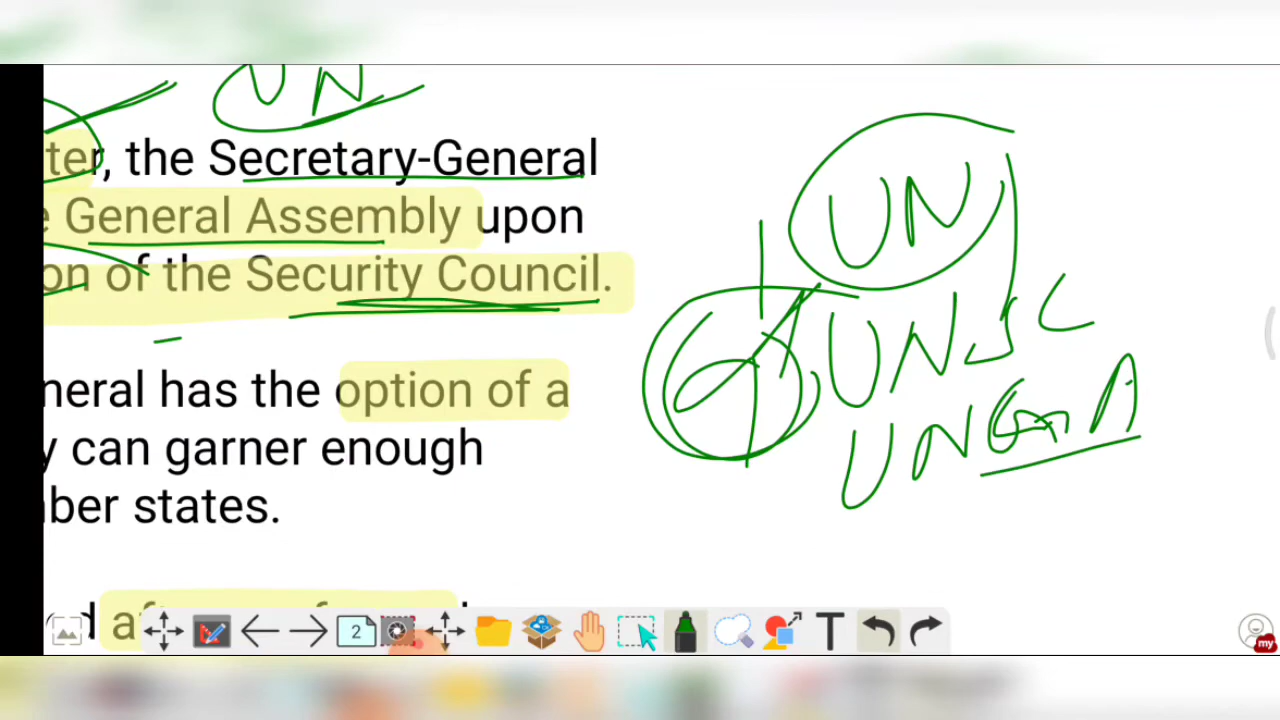 UN
ter, the Secretary-General
e General Assembly upon
on of the Security Council.
neral has the option of a
y can garner enough
ber states.
UN
UNSC
UNGA
2
T
my